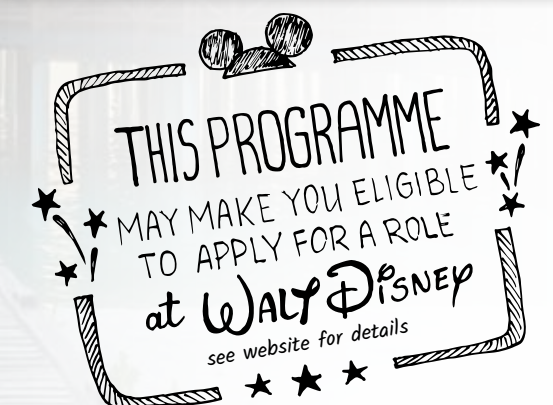 THIS PROGRAMME
MAY MAKE YOU ELIGIBLE
TO APPLY FOR A ROLE
at WALT DISNEY
see website for details